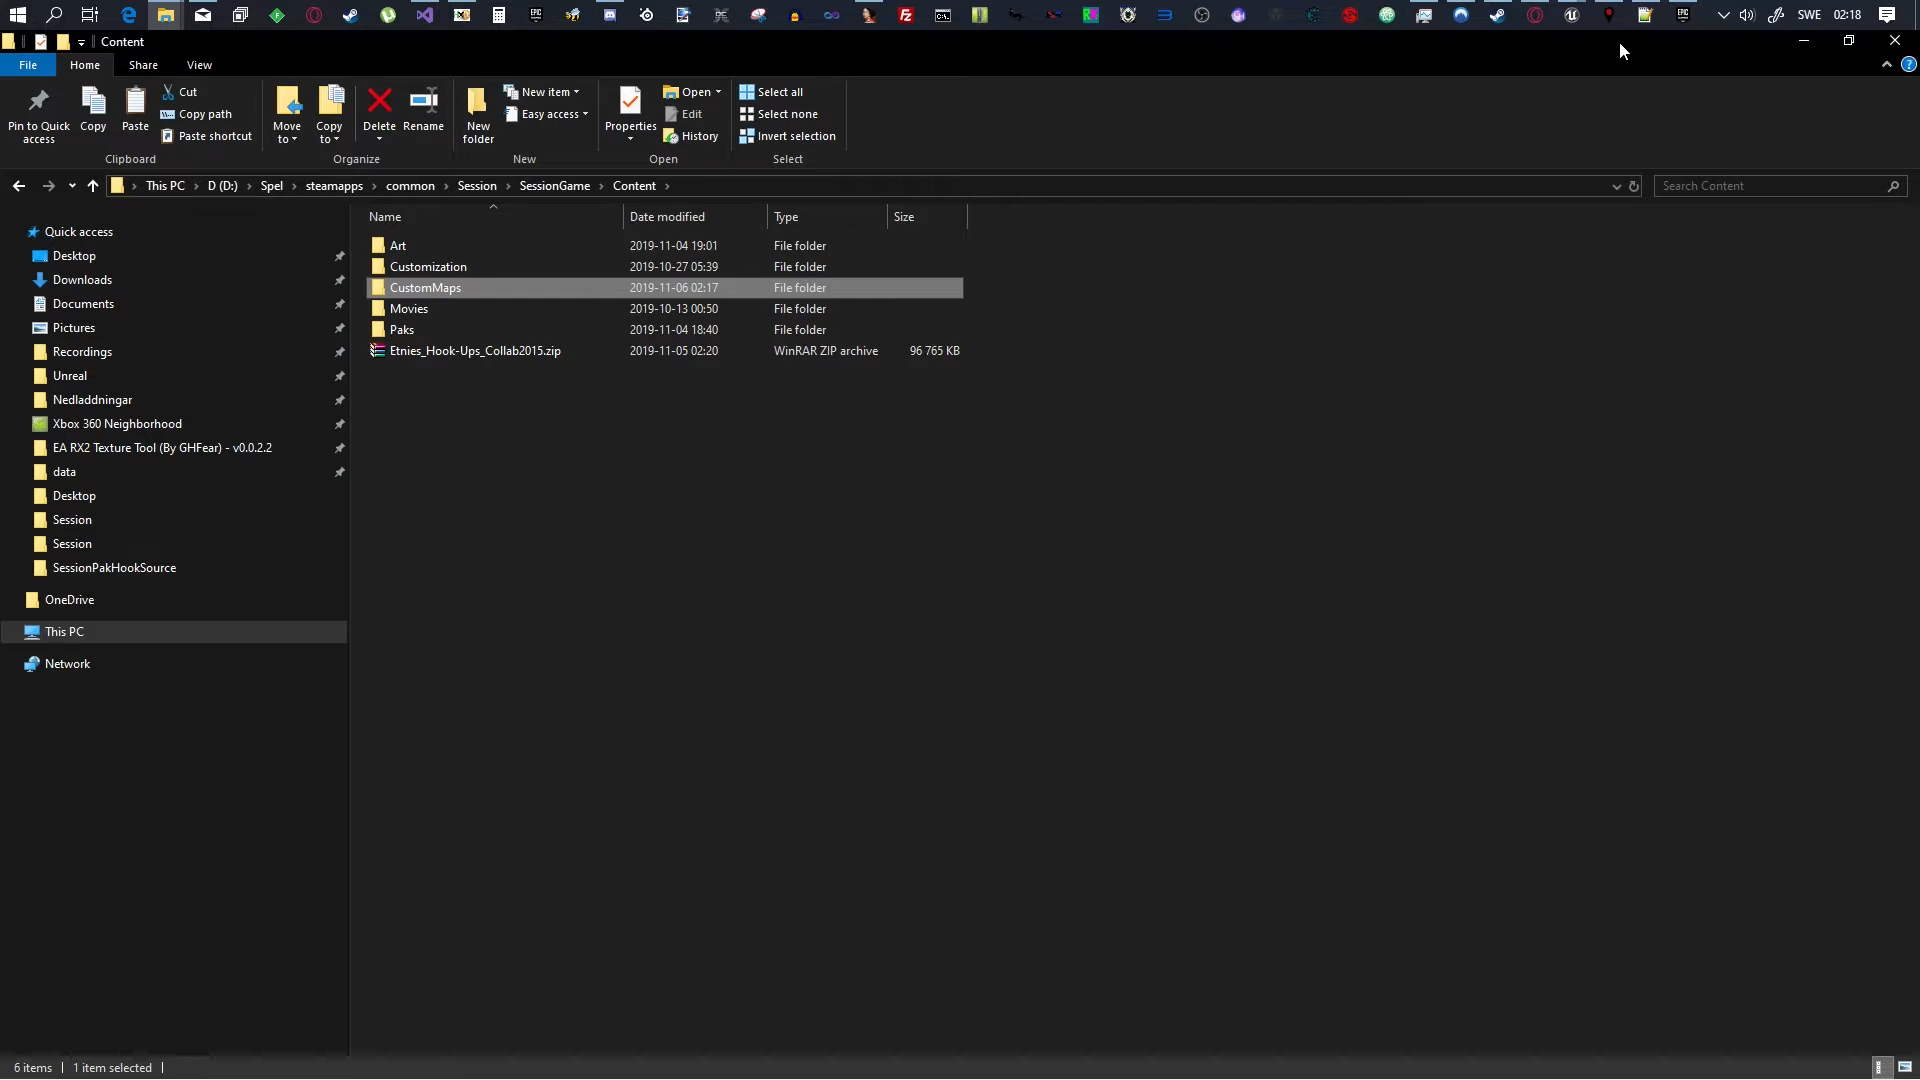 SWE 02:18
Content
File Home Share View
Pin to Quick access
Copy
Paste
Cut
Copy path
Paste shortcut
Clipboard
Move to
Copy to
Delete
Rename
Organize
New folder
New item
Easy access
New
Properties
Open
Edit
History
Open
Select all
Select none
Invert selection
Select
This PC D (D:) Spel steamapps common Session SessionGame Content
Search Content
Name Date modified Type Size
Art 2019-11-04 19:01 File folder
Customization 2019-10-27 05:39 File folder
CustomMaps 2019-11-06 02:17 File folder
Movies 2019-10-13 00:50 File folder
Paks 2019-11-04 18:40 File folder
Etnies_Hook-Ups_Collab2015.zip 2019-11-05 02:20 WinRAR ZIP archive 96 765 KB
Quick access
Desktop
Downloads
Documents
Pictures
Recordings
Unreal
Nedladdningar
Xbox 360 Neighborhood
EA RX2 Texture Tool (By GHFear) - v0.0.2.2
data
Desktop
Session
Session
SessionPakHookSource
OneDrive
This PC
Network
6 items 1 item selected